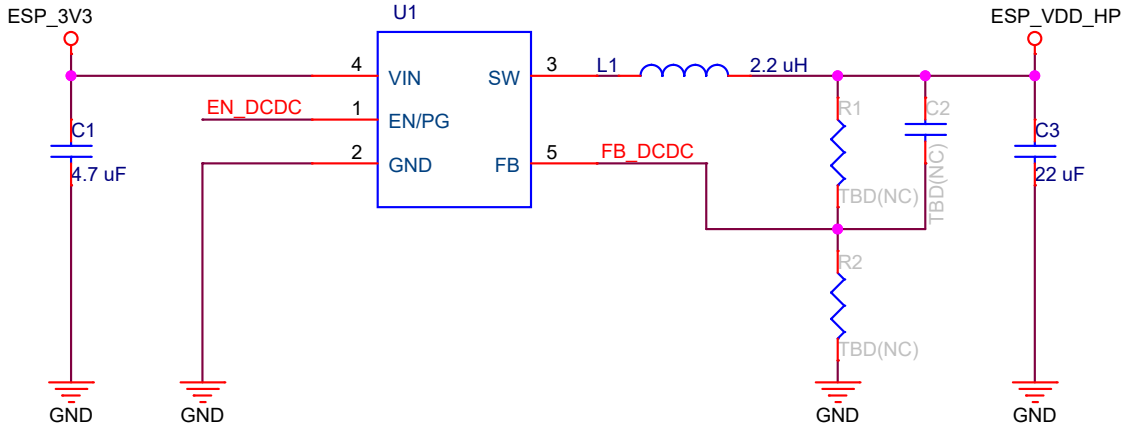 ESP_3V3
U1
ESP_VDD_HP
4
VIN
SW
3
L1
2.2 uH
EN_DCDC
1
EN/PG
R1
C2
C1
C3
2
GND
FB
5
FB_DCDC
4.7 uF
22 uF
TBD(NC)
TBD(NC)
R2
TBD(NC)
GND
GND
GND
GND